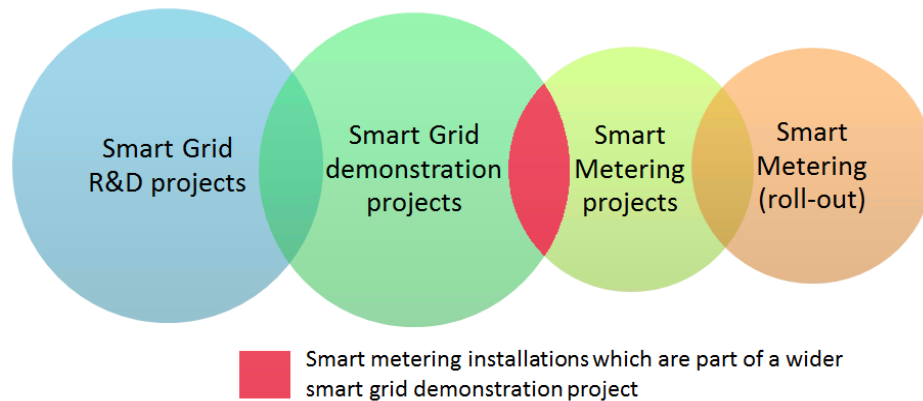 Smart Grid
R&D projects
Smart Grid
demonstration
projects
Smart
Metering
projects
Smart
Metering
(roll-out)
Smart metering installations which are part of a wider
smart grid demonstration project